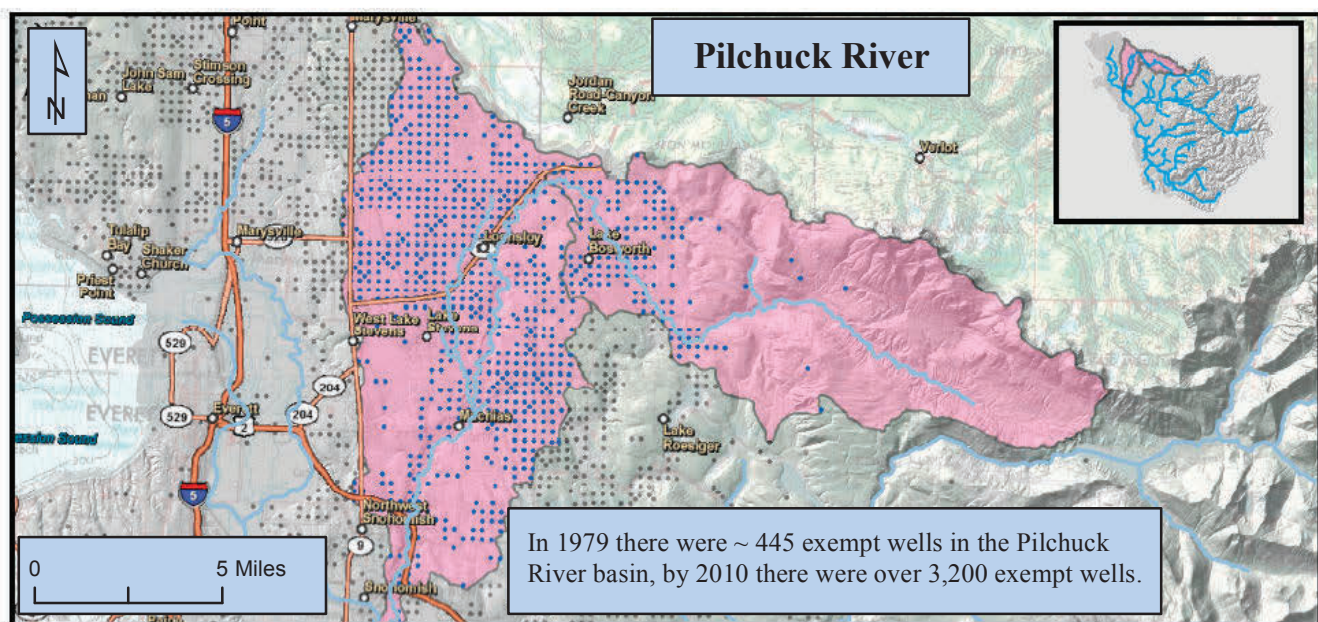 Pilchuck River
N
Point
Marysville
John Sam
Lake
Stimson
Crossing
5
Jordan
Road-Canyon
Creek
Verlot
Tulalip
Bay
Shaker
Church
Priest
Point
Marysville
Lake
Bosworth
Possession Sound
West Lake
Stevens
Lake
Stevens
529
EVERE
204
529
Everett
2
204
EVERE
Machias
Lake
Roesiger
5
Northwest
Snohomish
9
Snohomish
0
5 Miles
In 1979 there were ~ 445 exempt wells in the Pilchuck
River basin, by 2010 there were over 3,200 exempt wells.